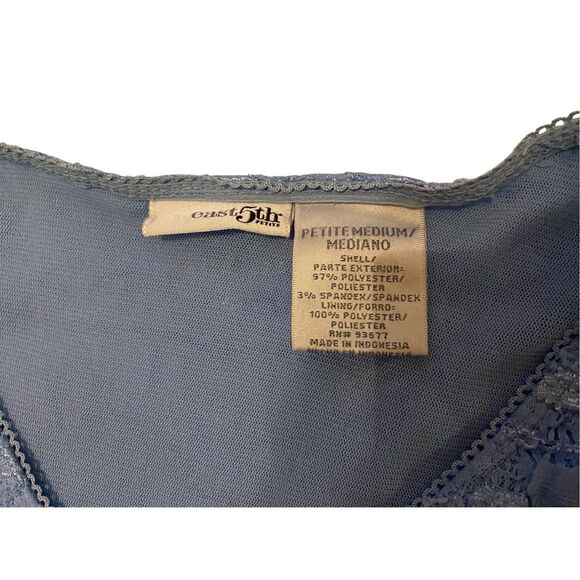 east5th
PETITE
PETITE MEDIUM/
MEDIANO
SHELL/
PARTE EXTERIOR:
97% POLYESTER/
POLIESTER
3% SPANDEX/SPANDEX
LINING/FORRO:
100% POLYESTER/
POLIESTER
RN# 93677
MADE IN INDONESIA